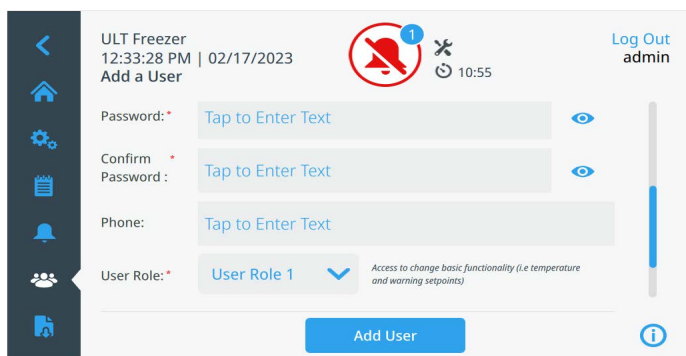 ULT Freezer
12:33:28 PM | 02/17/2023
Add a User
1
10:55
Log Out
admin
Password:*
Tap to Enter Text
Confirm *
Password :
Tap to Enter Text
Phone:
Tap to Enter Text
User Role:*
User Role 1
Access to change basic functionality (i.e temperature
and warning setpoints)
Add User